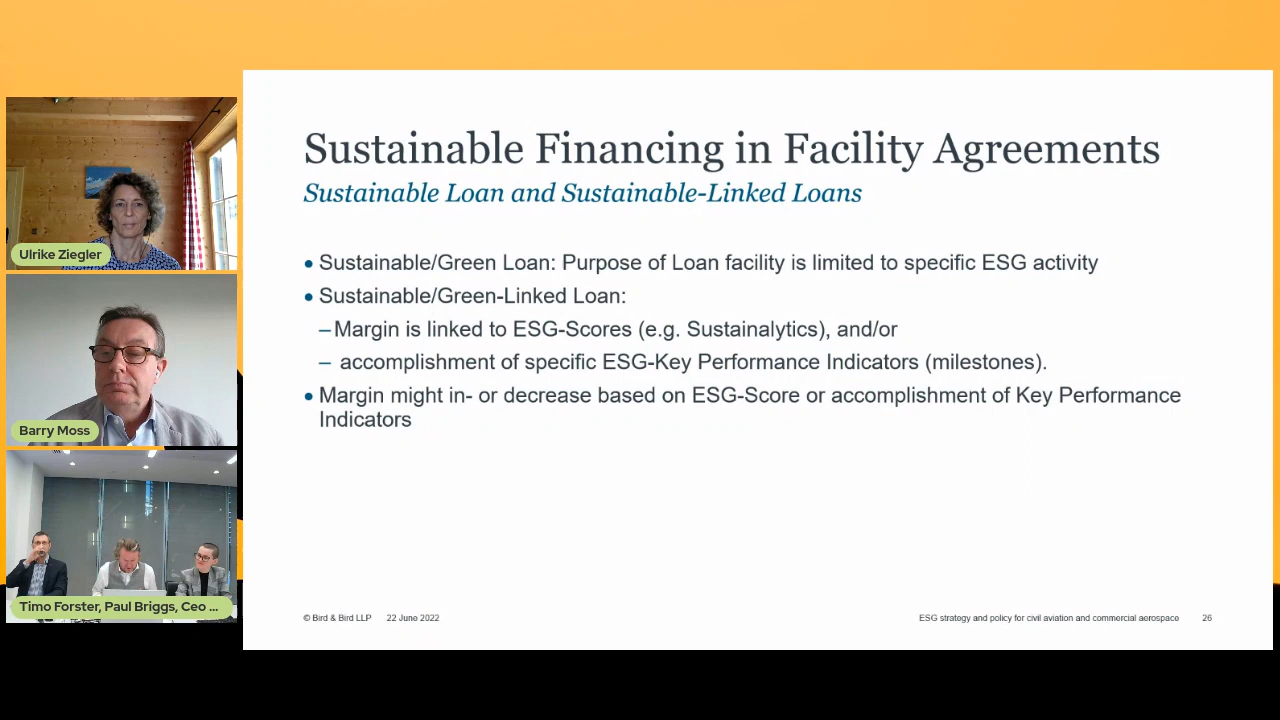 Sustainable Financing in Facility Agreements
Sustainable Loan and Sustainable-Linked Loans
• Sustainable/Green Loan: Purpose of Loan facility is limited to specific ESG activity
• Sustainable/Green-Linked Loan:
– Margin is linked to ESG-Scores (e.g. Sustainalytics), and/or
– accomplishment of specific ESG-Key Performance Indicators (milestones).
• Margin might in- or decrease based on ESG-Score or accomplishment of Key Performance
Indicators
© Bird & Bird LLP 22 June 2022
ESG strategy and policy for civil aviation and commercial aerospace 26
Ulrike Ziegler
Barry Moss
Timo Forster, Paul Briggs, Ceo ...